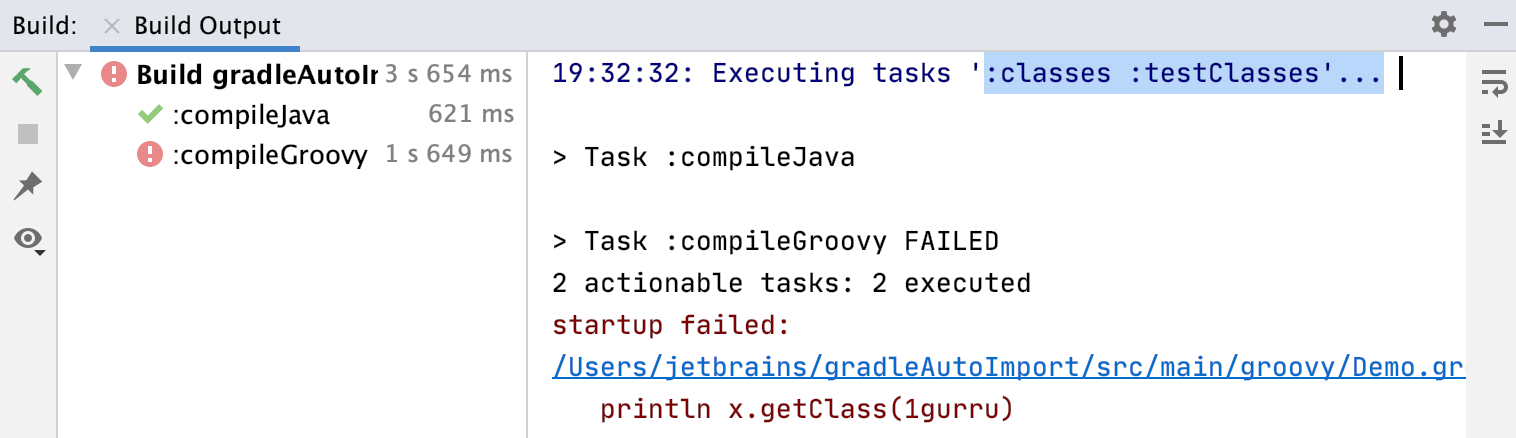 Build: Build Output
Build gradleAutoI 3 s 654 ms
:compileJava 621 ms
:compileGroovy 1 s 649 ms
19:32:32: Executing tasks ':classes :testClasses'...
> Task :compileJava
> Task :compileGroovy FAILED
2 actionable tasks: 2 executed
startup failed:
/Users/jetbrains/gradleAutoImport/src/main/groovy/Demo.gr
println x.getClass(1gurru)